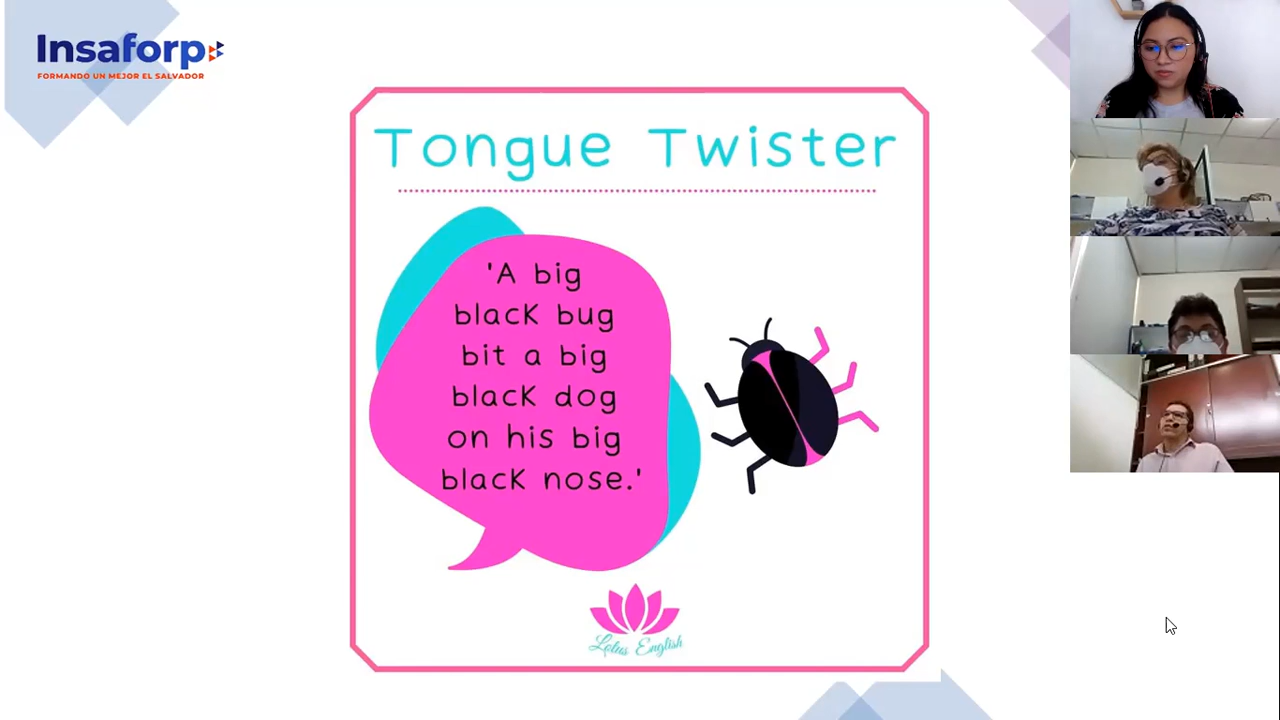 Insaforp
FORMANDO UN MEJOR EL SALVADOR
Tongue Twister
'A big
black bug
bit a big
black dog
on his big
black nose.'
Lotus English